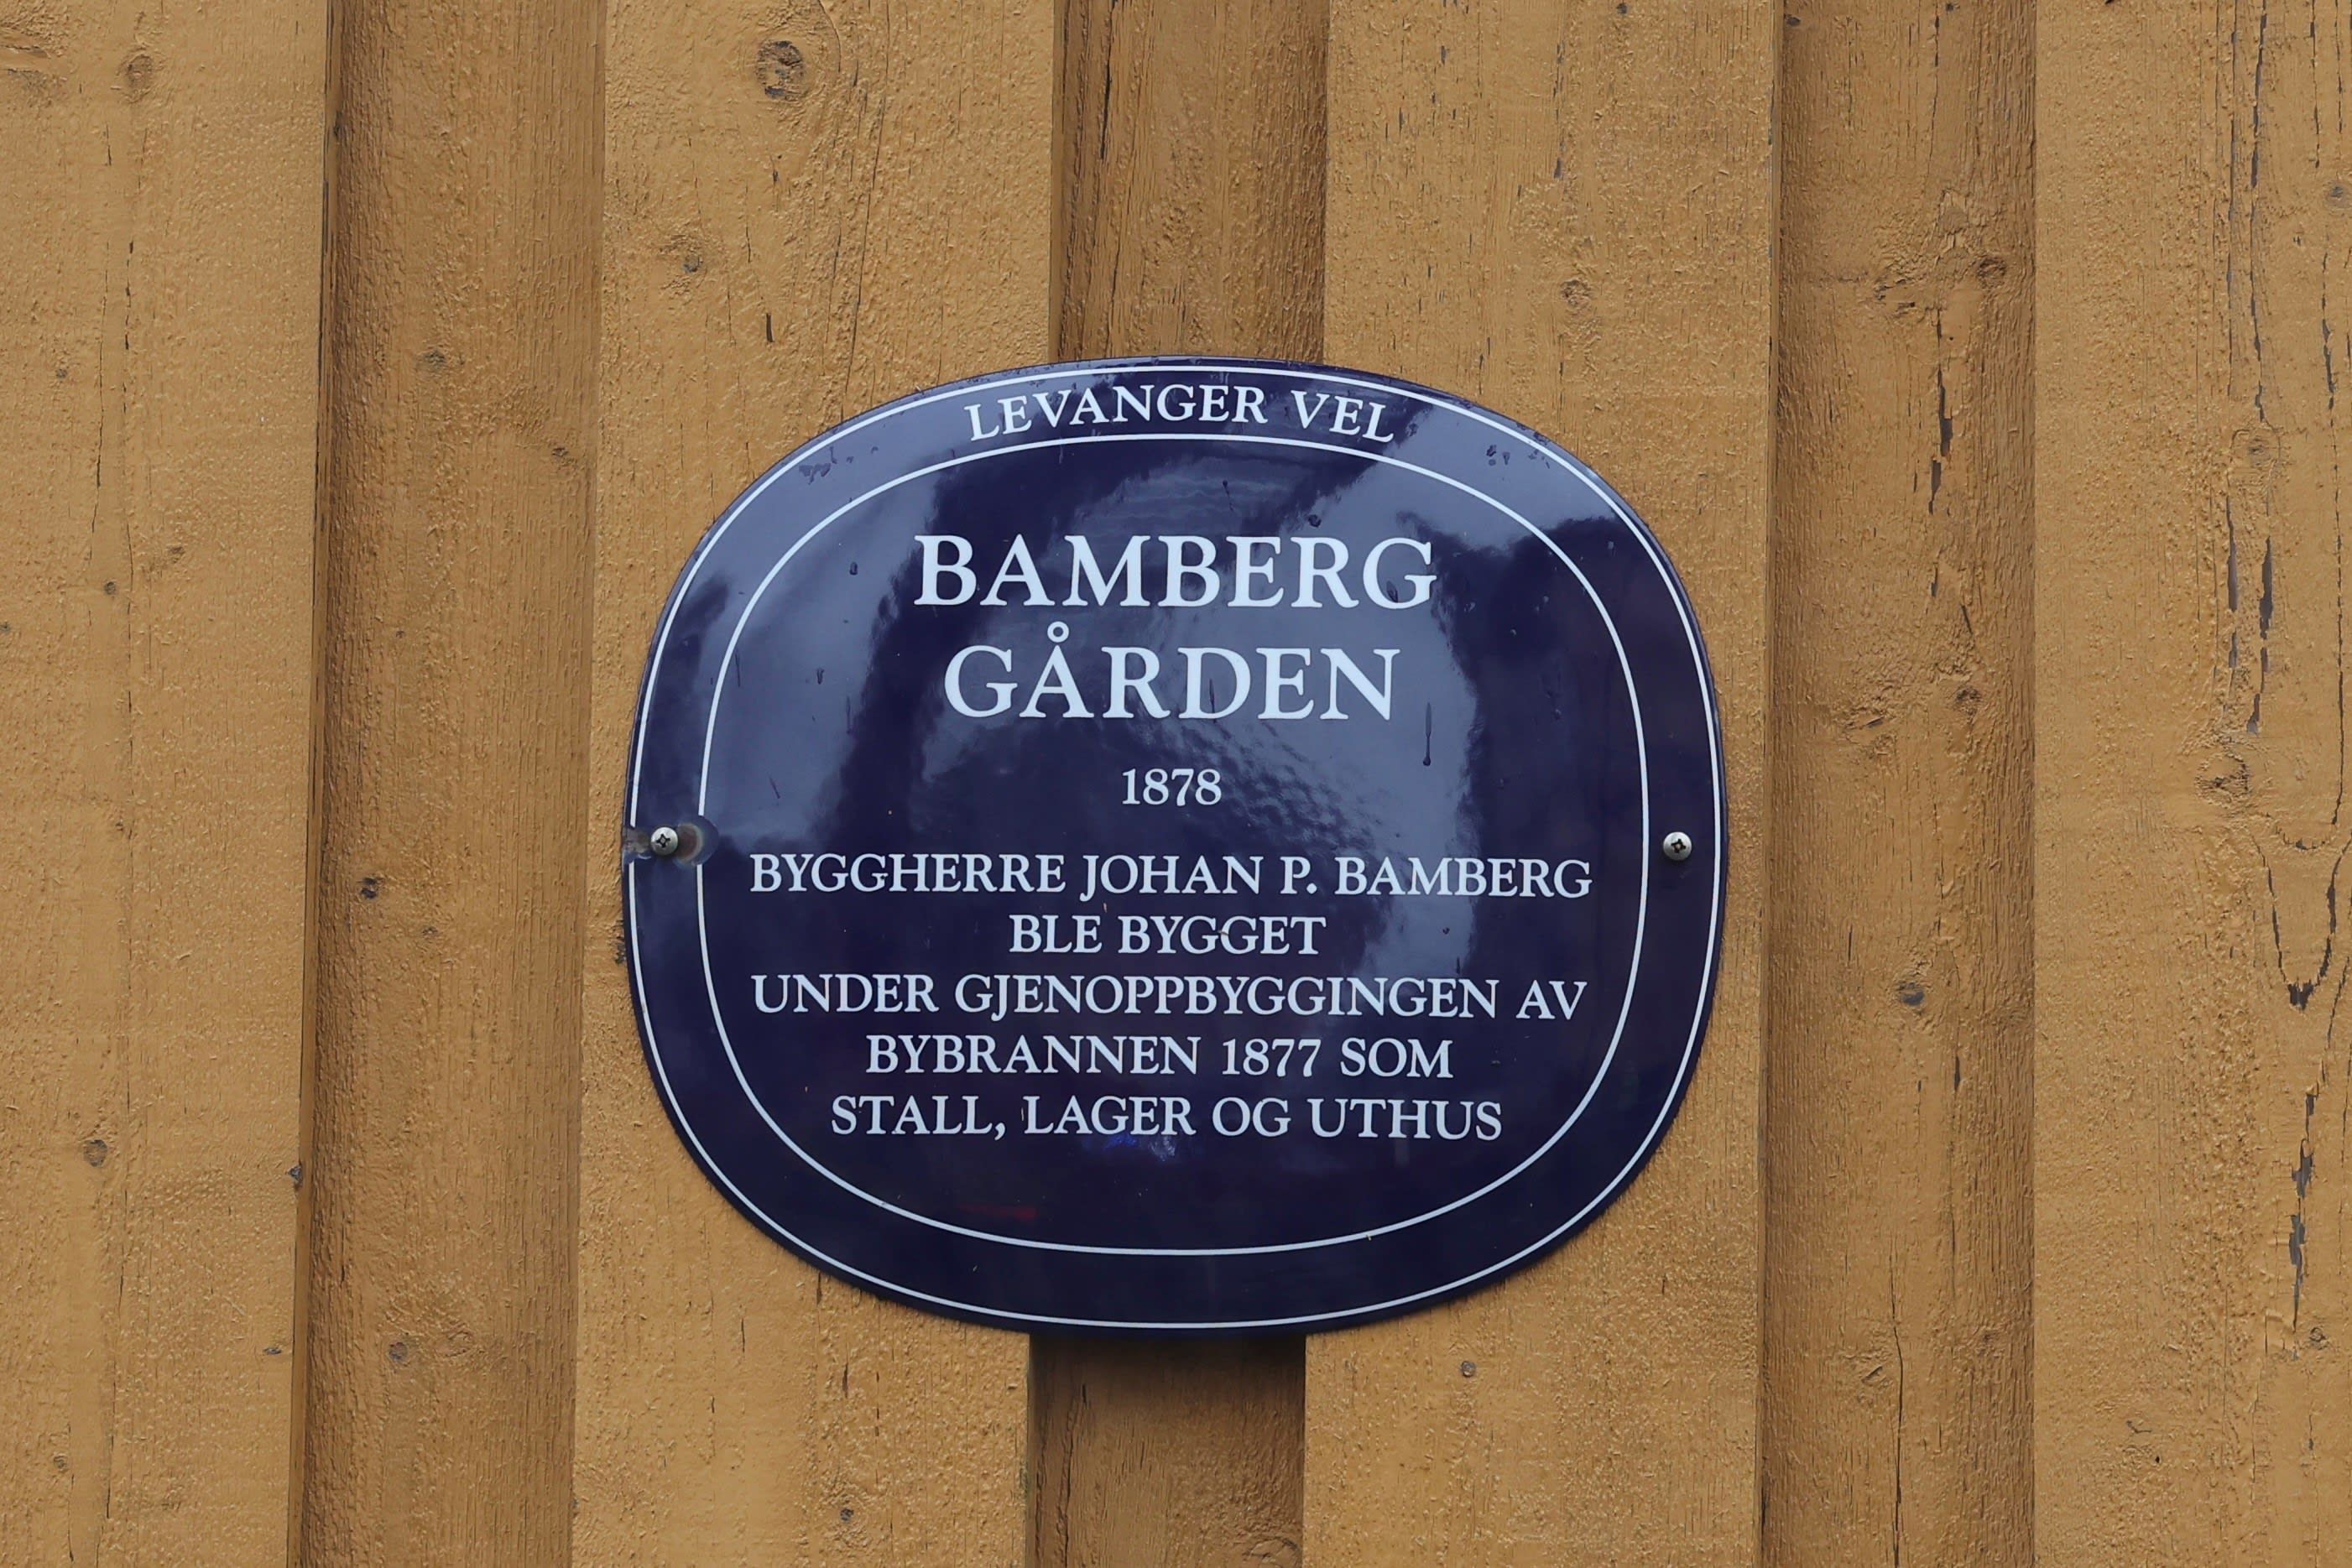 LEVANGER VEL
BAMBERG
GÅRDEN
1878
BYGGHERRE JOHAN P. BAMBERG
BLE BYGGET
UNDER GJENOPPBYGGINGEN AV
BYBRANNEN 1877 SOM
STALL, LAGER OG UTHUS